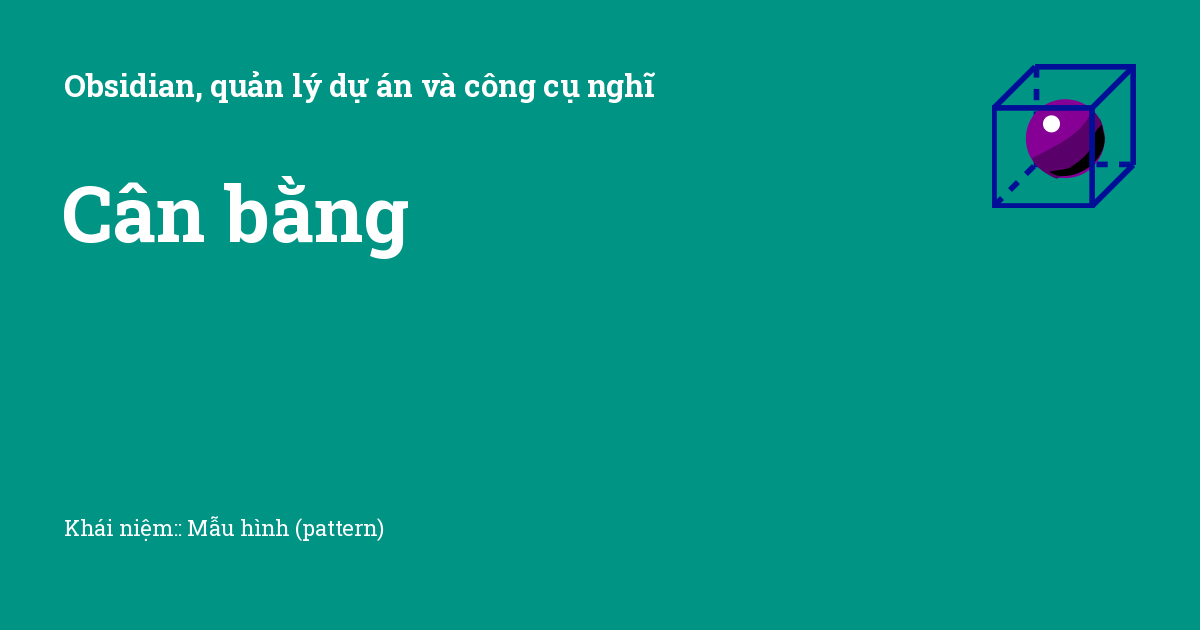 Obsidian, quản lý dự án và công cụ nghĩ
Cân bằng
Khái niệm:: Mẫu hình (pattern)